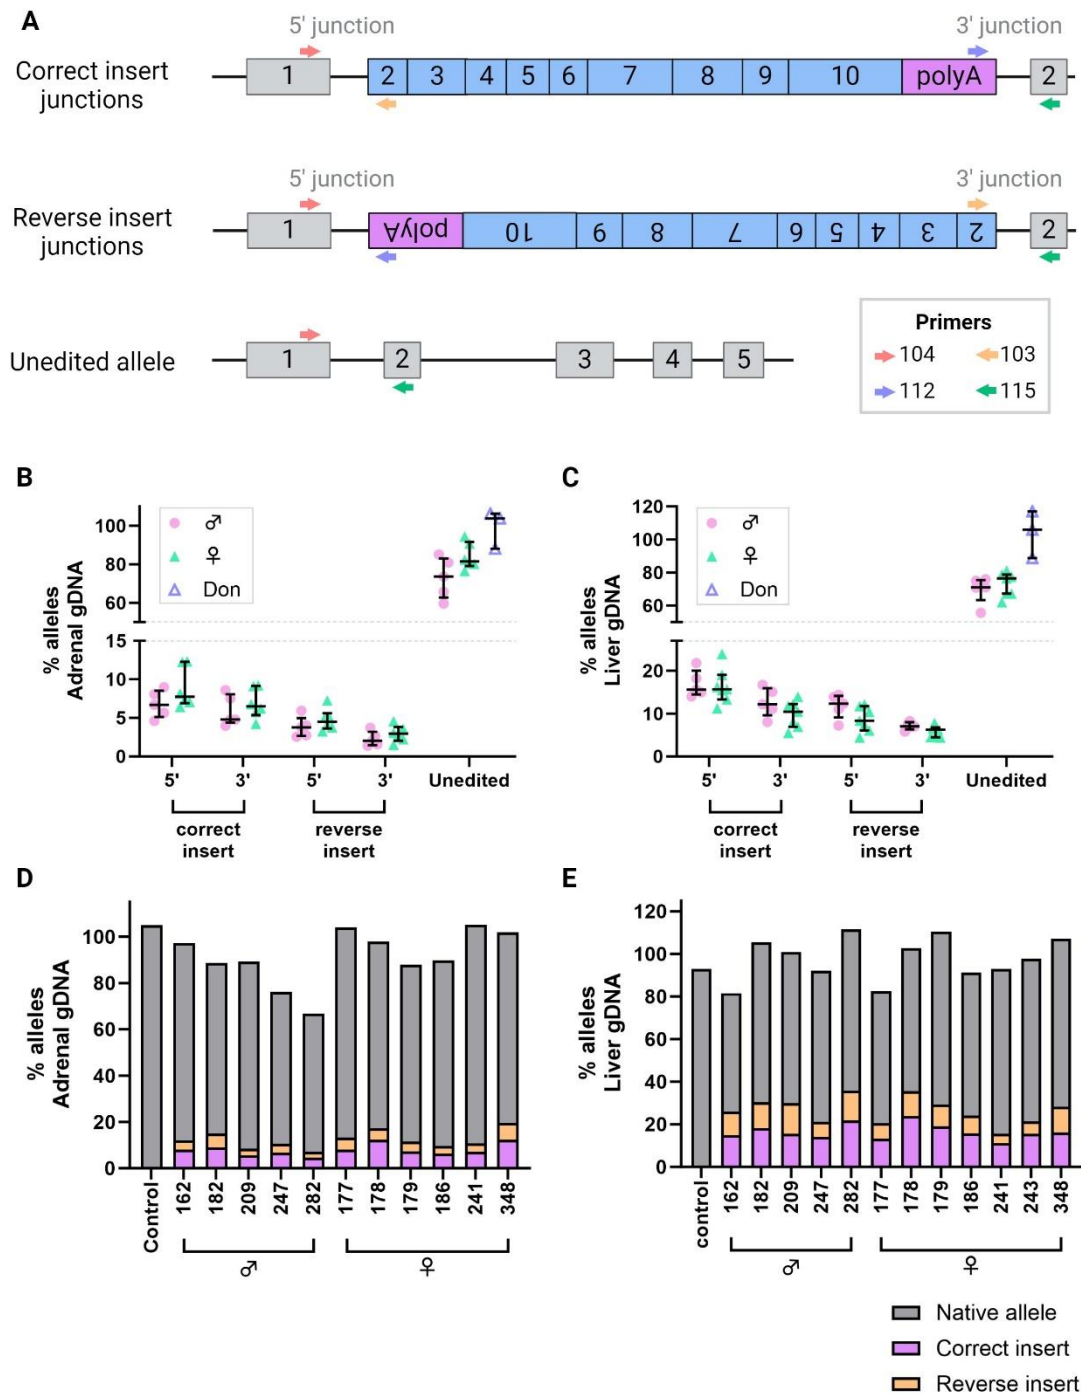 A
5' junction
3' junction
Correct insert junctions
1
2 3 4 5 6 7 8 9 10 polyA
2
5' junction
3' junction
Reverse insert junctions
1
polyA 10 9 8 7 6 5 4 3 2
2
Unedited allele
1 2 3 4 5
Primers
104 103
112 115
B
% alleles
Adrenal gDNA
100
80
60
15
10
5
0
♂
♀
Don
5' 3' 5' 3' Unedited
correct insert
reverse insert
C
% alleles
Liver gDNA
120
100
80
60
20
10
0
♂
♀
Don
5' 3' 5' 3' Unedited
correct insert
reverse insert
D
% alleles
Adrenal gDNA
100
80
60
40
20
0
Control 162 182 209 247 282 177 178 179 186 241 348
♂ ♀
E
% alleles
Liver gDNA
120
100
80
60
40
20
0
control 162 182 209 247 282 177 178 179 186 241 243 348
♂ ♀
Native allele
Correct insert
Reverse insert